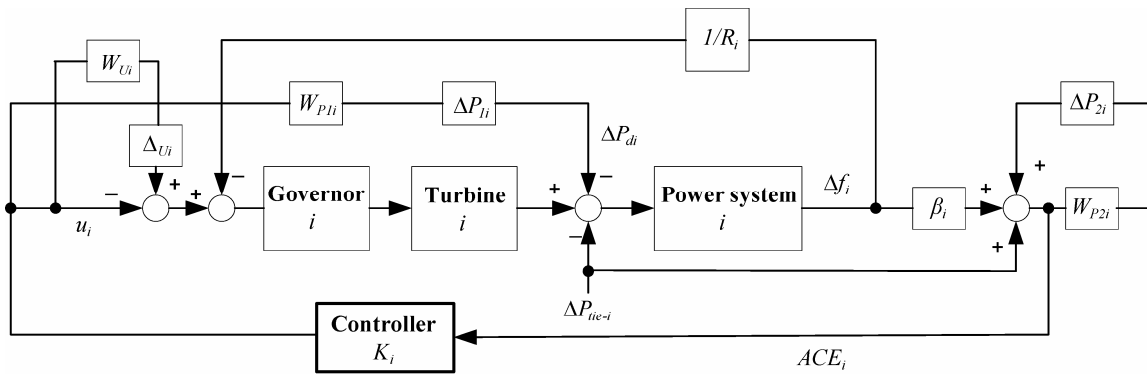 1/R_i
W_Ui
W_P1i
ΔP_1i
ΔP_2i
Δ_Ui
ΔP_di
− + + −
Governor
i
Turbine
i
+ − −
Power system
i
Δf_i
β_i
+ + +
W_P2i
u_i
ΔP_tie-i
Controller
K_i
ACE_i